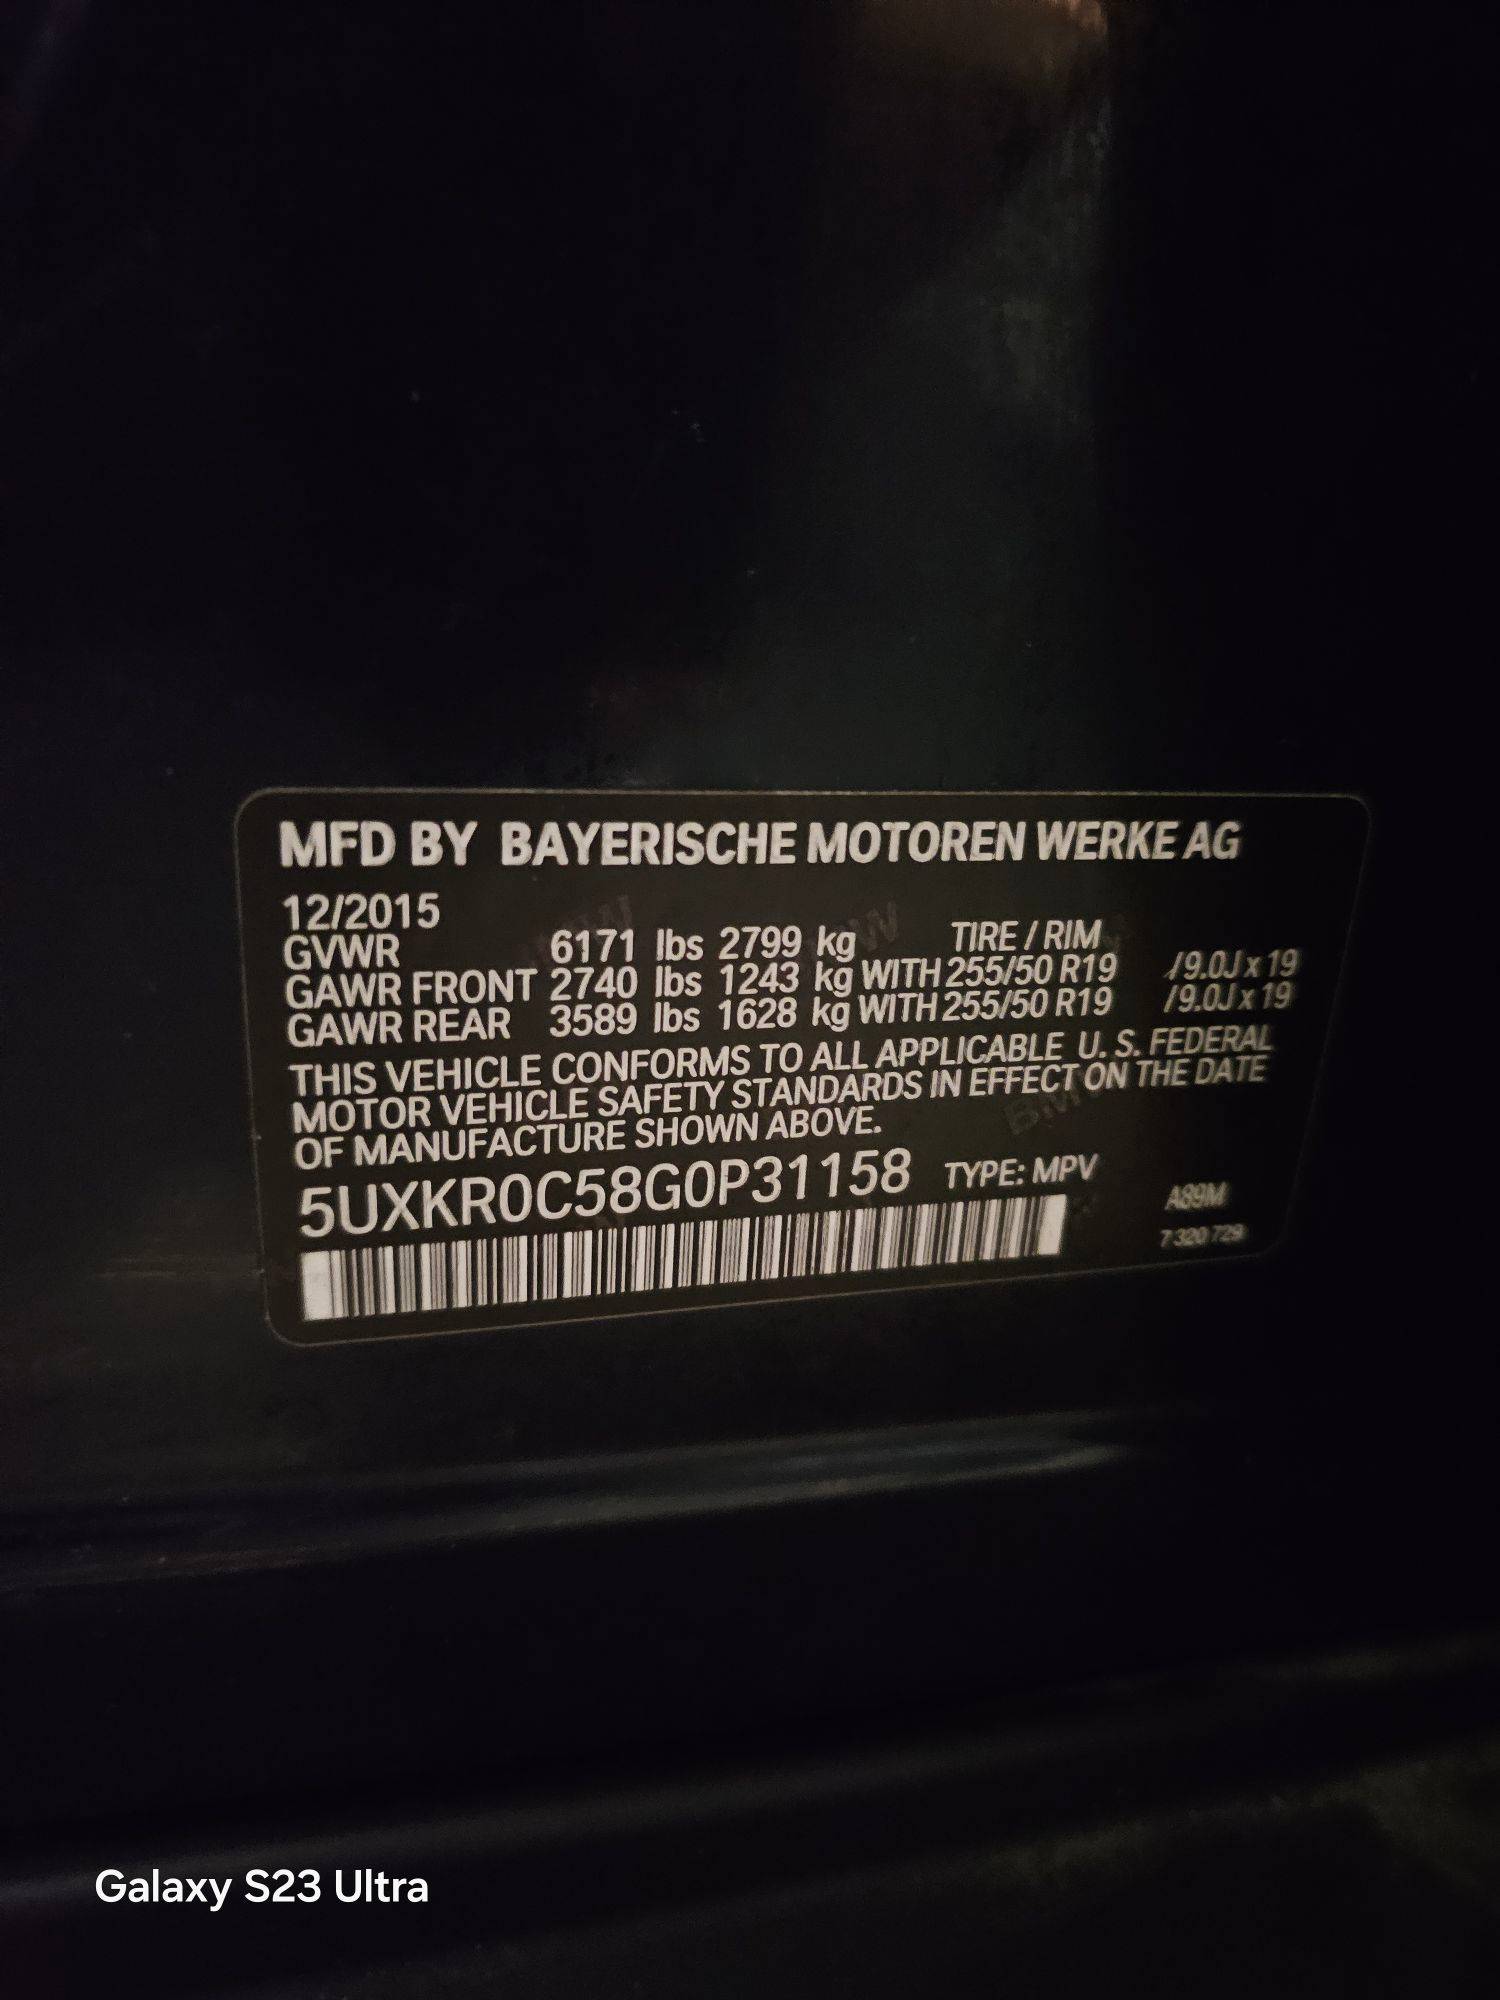 MFD BY BAYERISCHE MOTOREN WERKE AG
12/2015
GVWR 6171 lbs 2799 kg TIRE / RIM
GAWR FRONT 2740 lbs 1243 kg WITH 255/50 R19 /9.0J x 19
GAWR REAR 3589 lbs 1628 kg WITH 255/50 R19 /9.0J x 19
THIS VEHICLE CONFORMS TO ALL APPLICABLE U. S. FEDERAL
MOTOR VEHICLE SAFETY STANDARDS IN EFFECT ON THE DATE
OF MANUFACTURE SHOWN ABOVE.
5UXKR0C58G0P31158 TYPE: MPV
A89M
7 320 729
Galaxy S23 Ultra